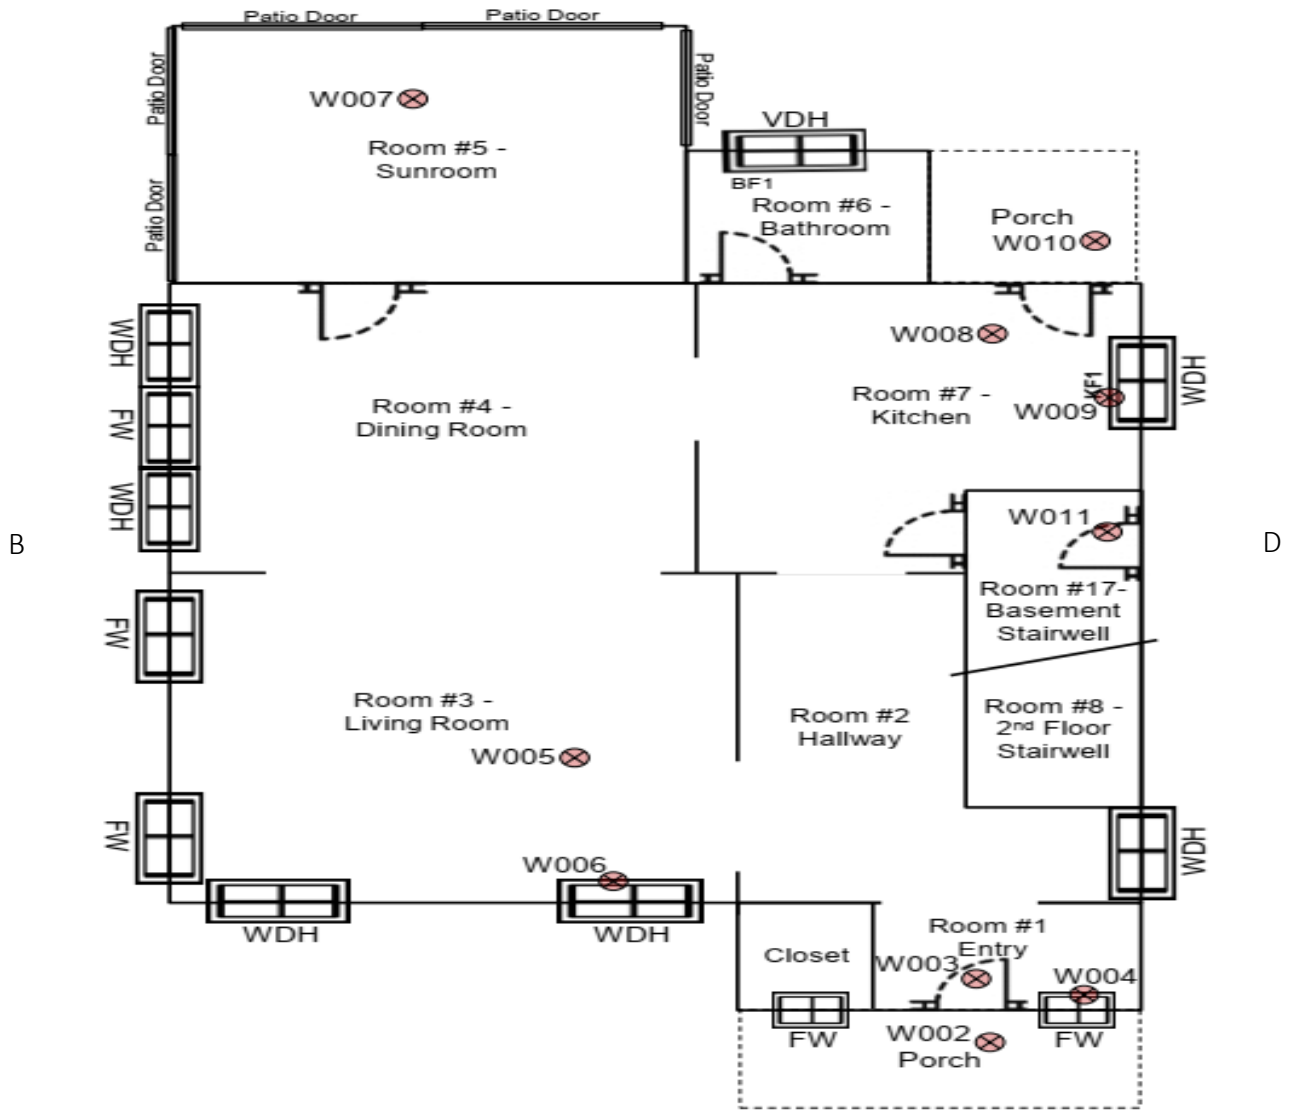 Patio Door
Patio Door
Patio Door
Patio Door
Patio Door
W007
Room #5 -
Sunroom
VDH
BF1
Room #6 -
Bathroom
Porch
W010
WDH
FW
WDH
Room #4 -
Dining Room
W008
Room #7 -
Kitchen
KF1
W009
WDH
B
D
W011
Room #17-
Basement
Stairwell
FW
Room #3 -
Living Room
W005
Room #2
Hallway
Room #8 -
2nd Floor
Stairwell
FW
WDH
W006
WDH
WDH
Closet
Room #1
Entry
W003
W004
FW
W002
Porch
FW